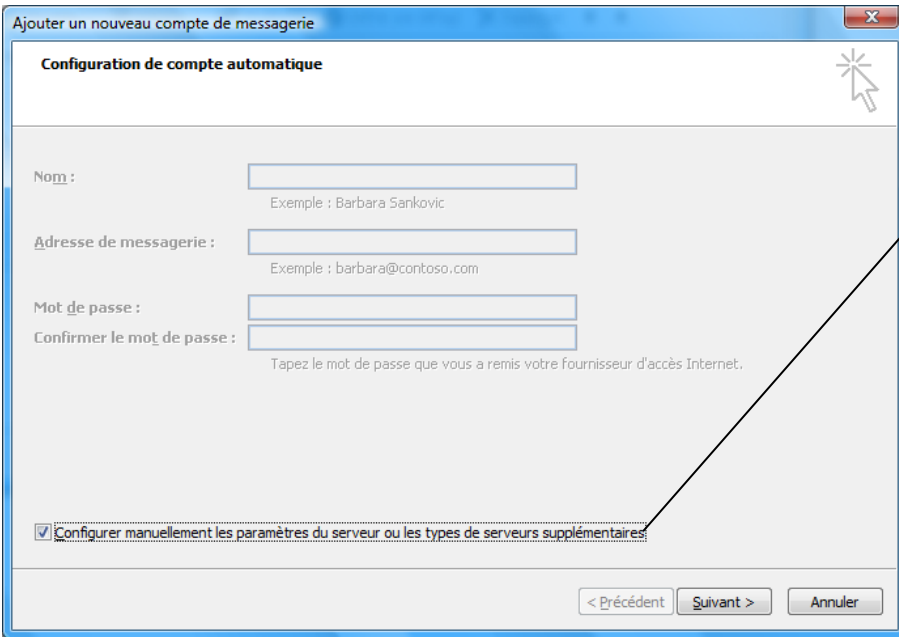 Ajouter un nouveau compte de messagerie
Configuration de compte automatique
Nom :
Exemple : Barbara Sankovic
Adresse de messagerie :
Exemple : barbara@contoso.com
Mot de passe :
Confirmer le mot de passe :
Tapez le mot de passe que vous a remis votre fournisseur d'accès Internet.
Configurer manuellement les paramètres du serveur ou les types de serveurs supplémentaires
< Précédent Suivant > Annuler